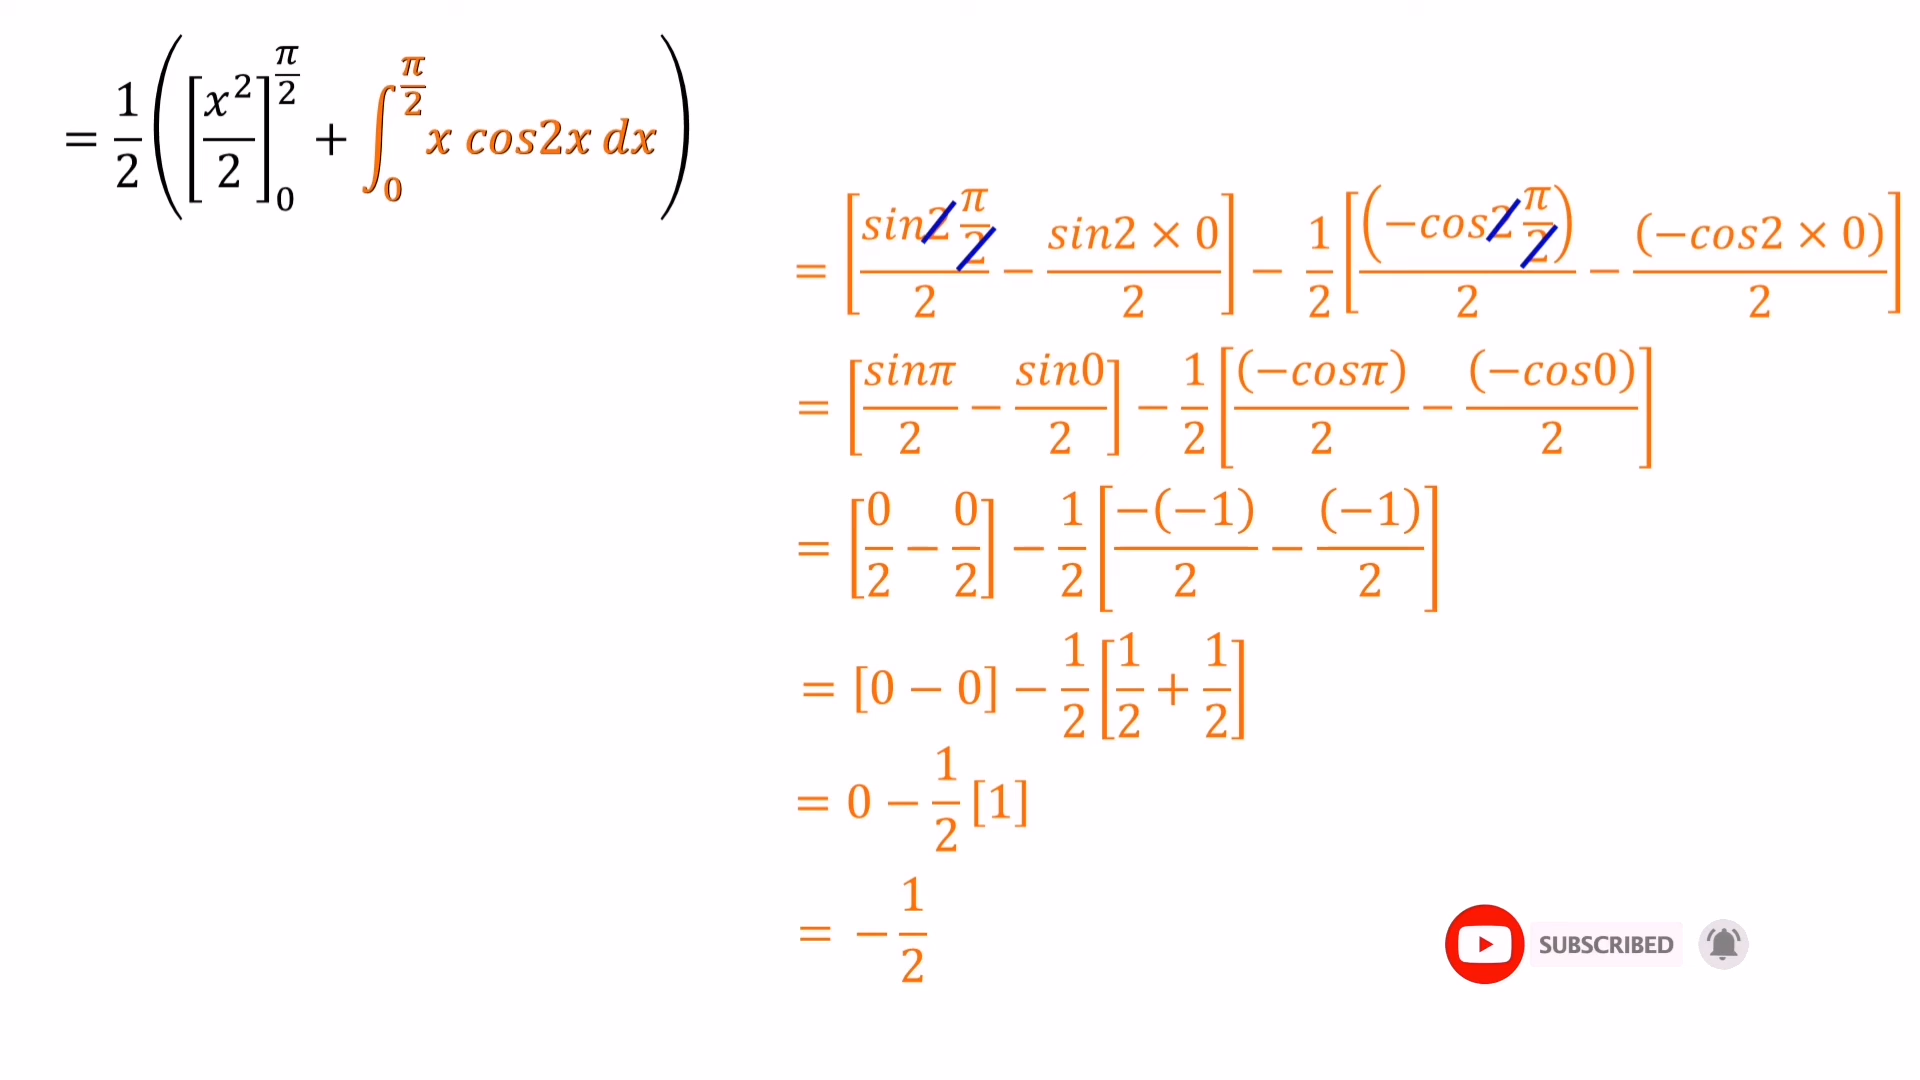 = 1/2 ( [x²/2]₀^(π/2) + ∫₀^(π/2) x cos2x dx )
= [ sin2 π/2 / 2 − sin2 × 0 / 2 ] − 1/2 [ (−cos2 π/2) / 2 − (−cos2 × 0) / 2 ]
= [ sinπ / 2 − sin0 / 2 ] − 1/2 [ (−cosπ) / 2 − (−cos0) / 2 ]
= [ 0/2 − 0/2 ] − 1/2 [ −(−1) / 2 − (−1) / 2 ]
= [0 − 0] − 1/2 [ 1/2 + 1/2 ]
= 0 − 1/2 [1]
= − 1/2
SUBSCRIBED